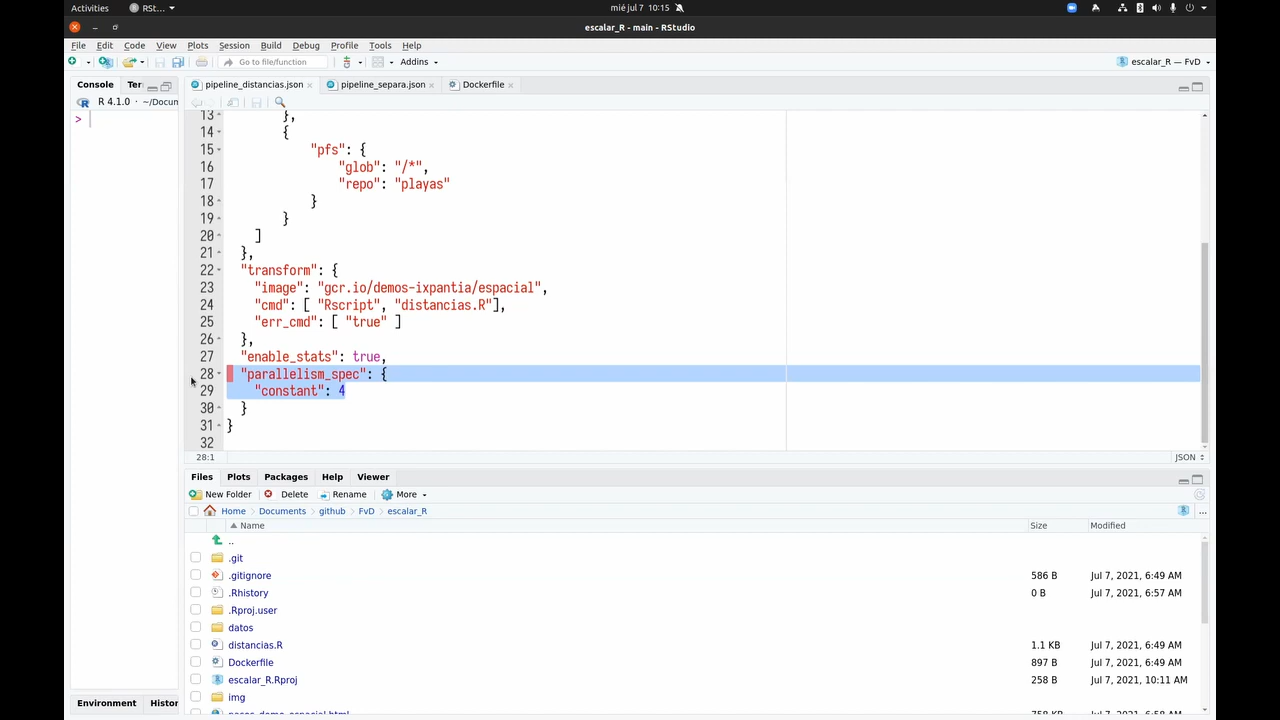 Activities RSt... mié jul 7 10:15
escalar_R - main - RStudio
File Edit Code View Plots Session Build Debug Profile Tools Help
Go to file/function Addins escalar_R — FvD
Console Ter pipeline_distancias.json pipeline_separa.json Dockerfile
R 4.1.0 · ~/Docun
>
13 },
14 {
15 "pfs": {
16 "glob": "/*",
17 "repo": "playas"
18 }
19 }
20 ]
21 },
22 "transform": {
23 "image": "gcr.io/demos-ixpantia/espacial",
24 "cmd": [ "Rscript", "distancias.R"],
25 "err_cmd": [ "true" ]
26 },
27 "enable_stats": true,
28 "parallelism_spec": {
29 "constant": 4
30 }
31 }
32
28:1 JSON
Files Plots Packages Help Viewer
New Folder Delete Rename More
Home Documents github FvD escalar_R ...
Name Size Modified
..
.git
.gitignore 586 B Jul 7, 2021, 6:49 AM
.Rhistory 0 B Jul 7, 2021, 6:57 AM
.Rproj.user
datos
distancias.R 1.1 KB Jul 7, 2021, 6:49 AM
Dockerfile 897 B Jul 7, 2021, 6:49 AM
escalar_R.Rproj 258 B Jul 7, 2021, 10:11 AM
img
Environment Histor